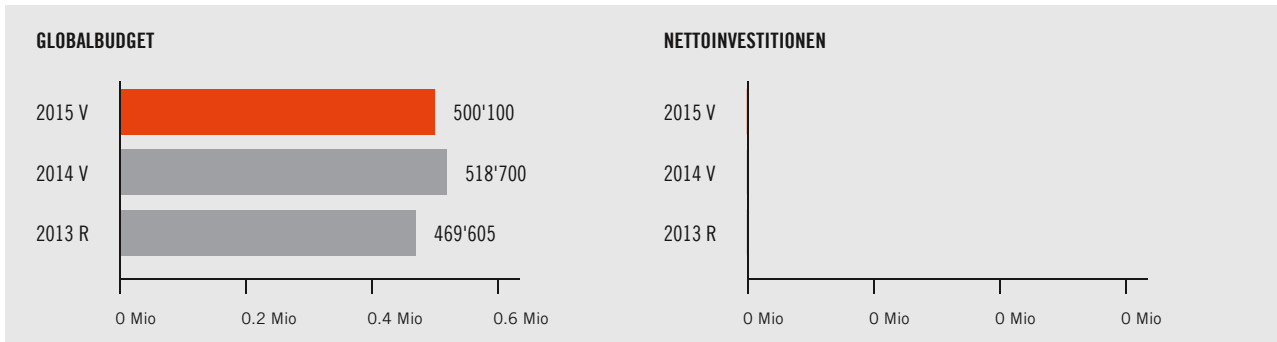 GLOBALBUDGET
2015 V 500'100
2014 V 518'700
2013 R 469'605
0 Mio 0.2 Mio 0.4 Mio 0.6 Mio
NETTOINVESTITIONEN
2015 V
2014 V
2013 R
0 Mio 0 Mio 0 Mio 0 Mio